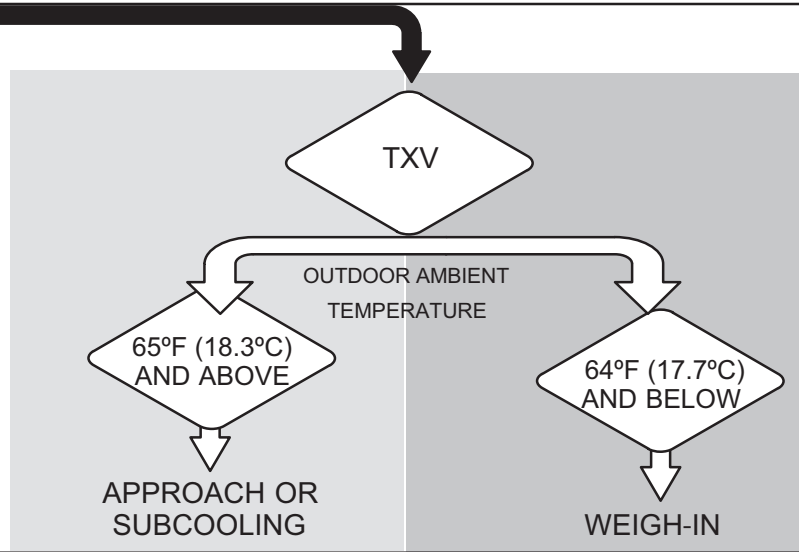 TXV
OUTDOOR AMBIENT
TEMPERATURE
65ºF (18.3ºC)
AND ABOVE
64ºF (17.7ºC)
AND BELOW
APPROACH OR
SUBCOOLING
WEIGH-IN